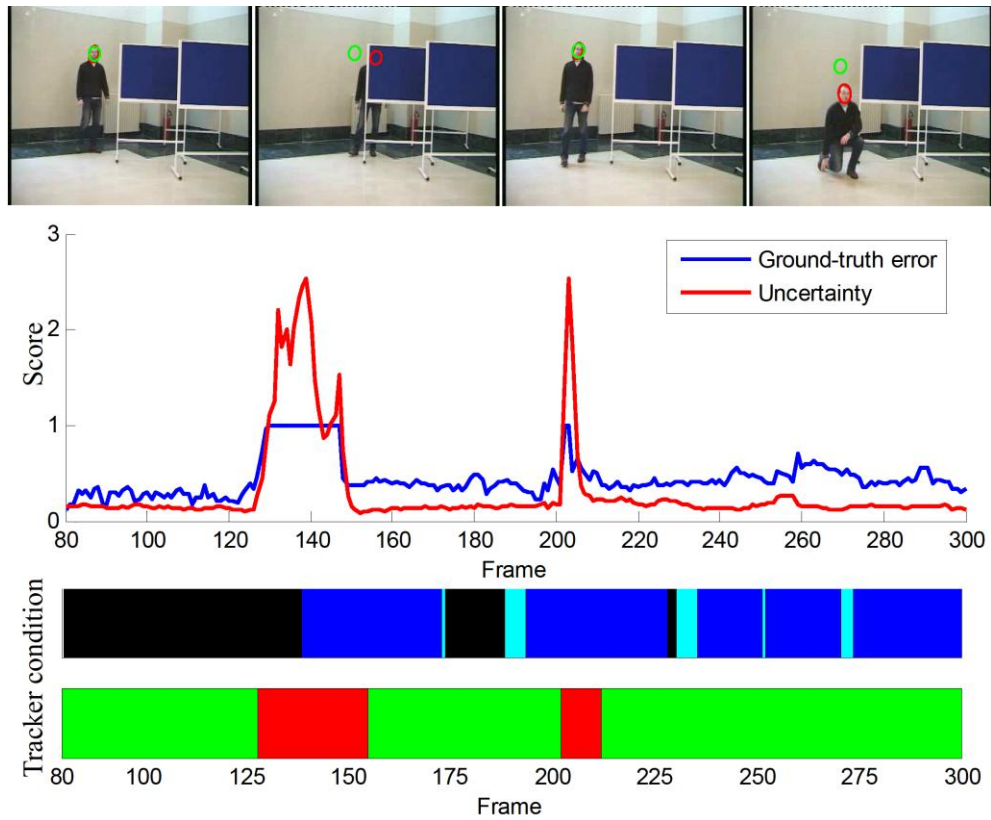 3
Ground-truth error
Uncertainty
2
Score
1
0
80 100 120 140 160 180 200 220 240 260 280 300
Frame
Tracker condition
80 100 125 150 175 200 225 250 275 300
Frame